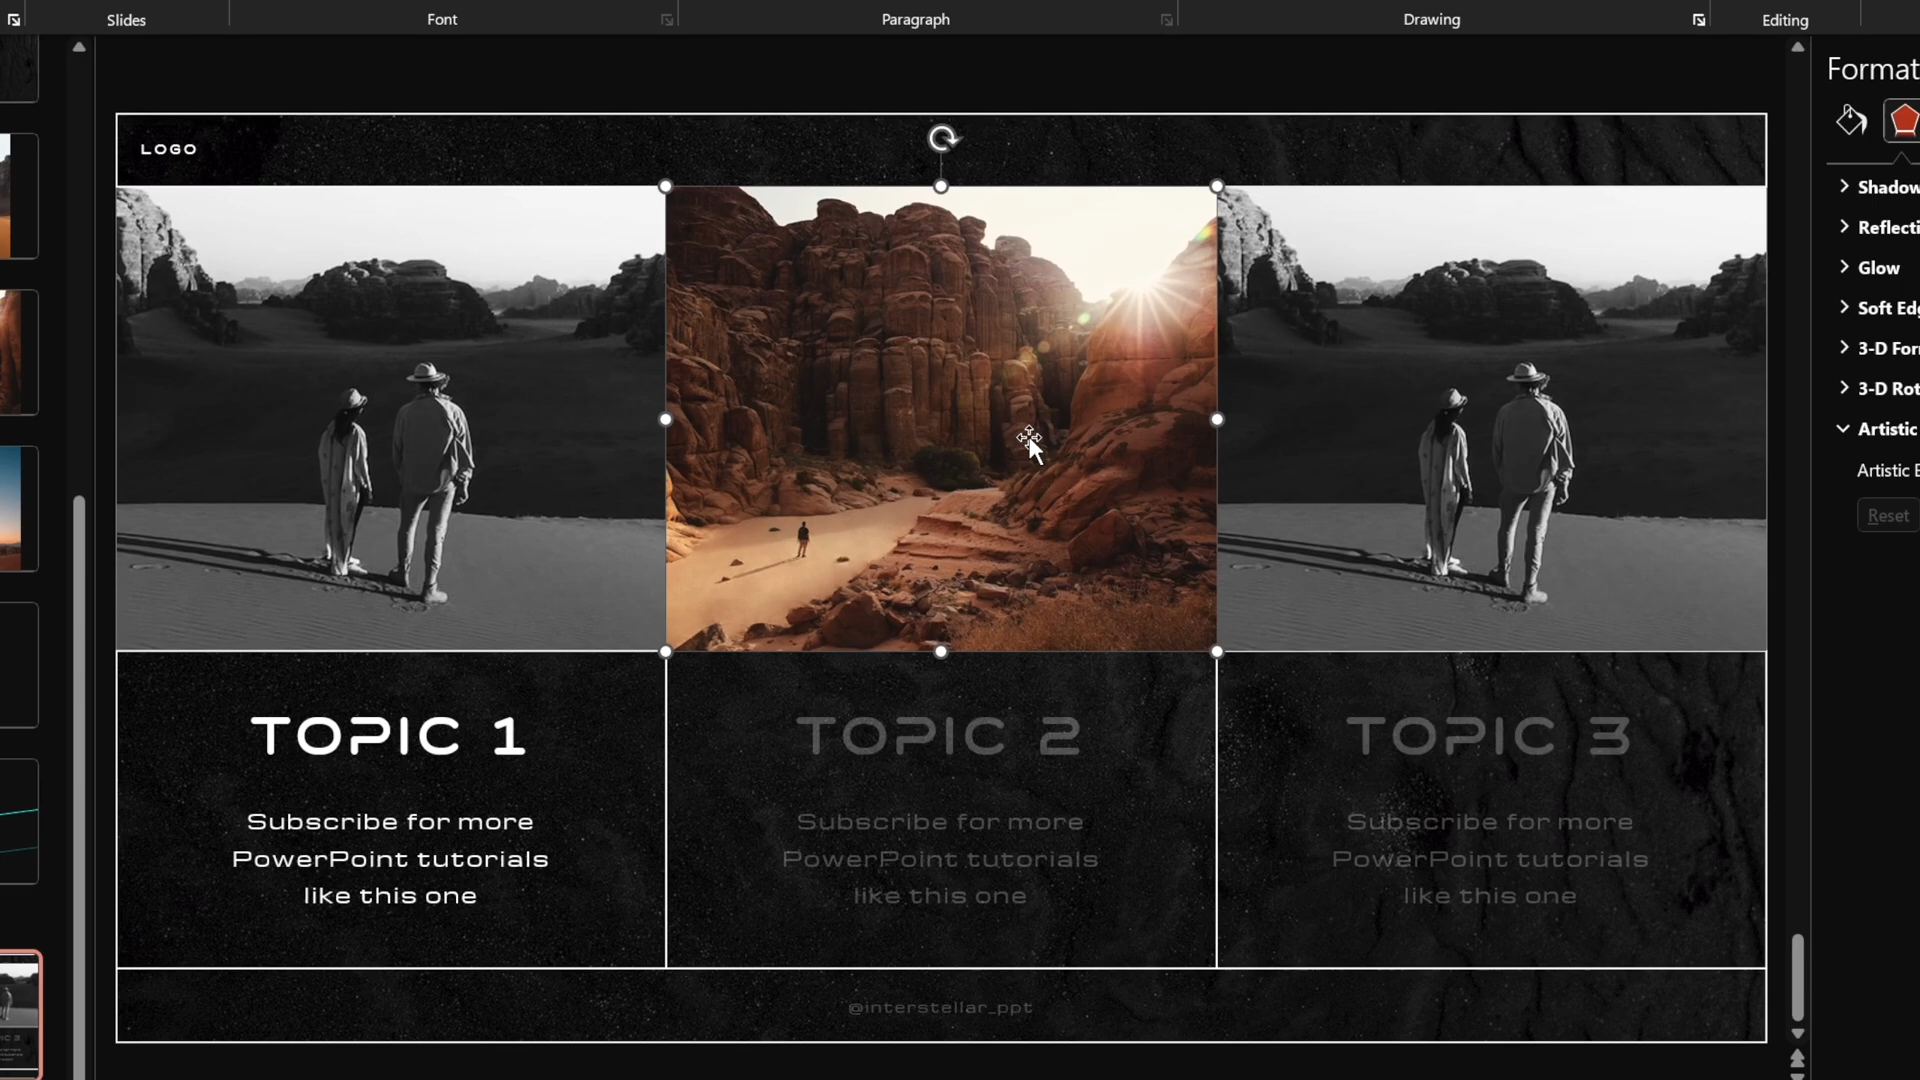 Slides
Font
Paragraph
Drawing
Editing
Format
LOGO
Shadow
Reflecti
Glow
Soft Edg
3-D For
3-D Rot
Artistic
Artistic E
Reset
TOPIC 1
Subscribe for more
PowerPoint tutorials
like this one
TOPIC 2
Subscribe for more
PowerPoint tutorials
like this one
TOPIC 3
Subscribe for more
PowerPoint tutorials
like this one
@interstellar_ppt